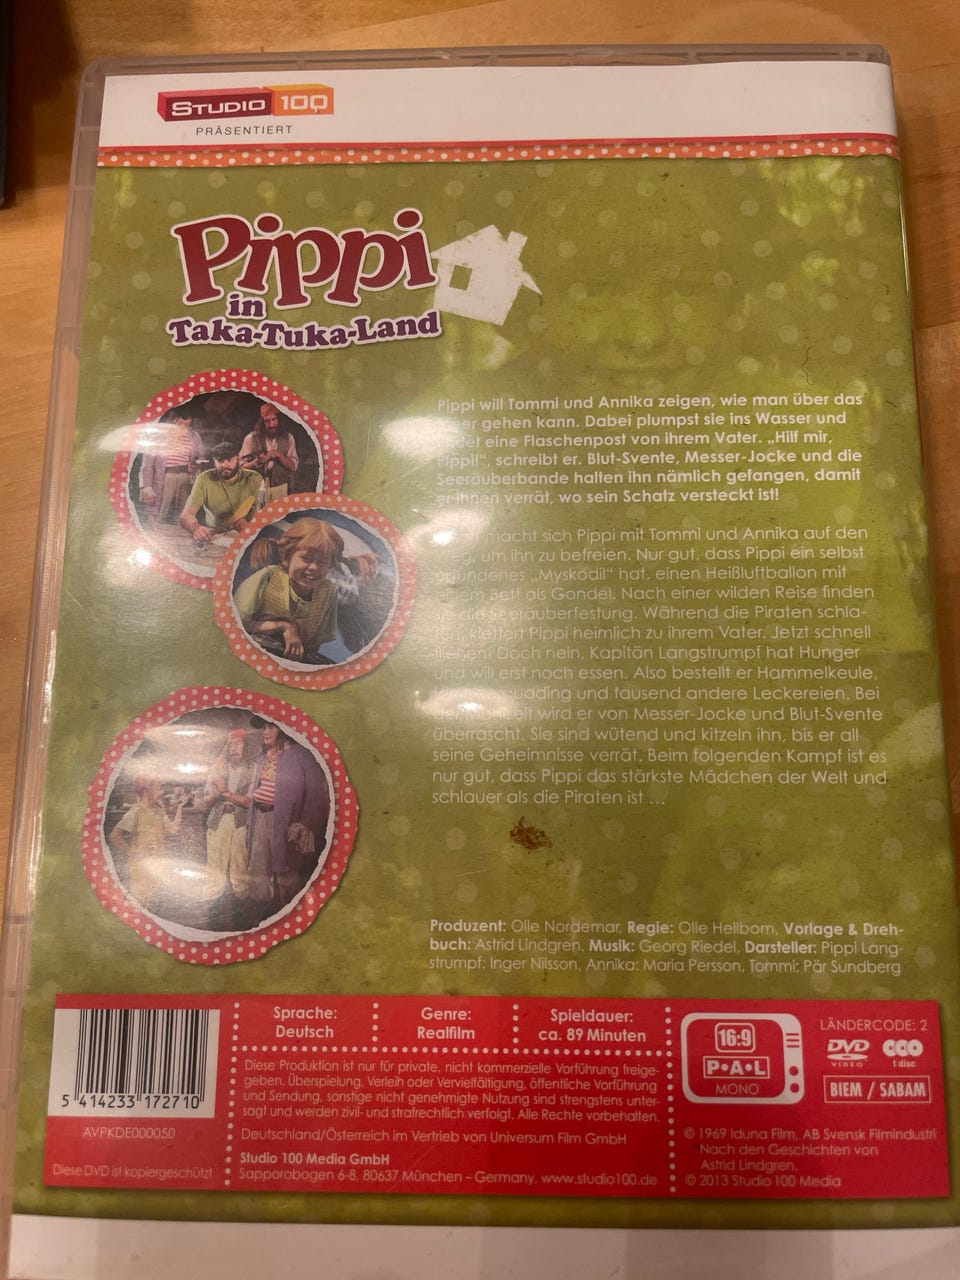 STUDIO 100
PRÄSENTIERT
Pippi
in
Taka-Tuka-Land
Pippi will Tommi und Annika zeigen, wie man über das
gehen kann. Dabei plumpst sie ins Wasser und
eine Flaschenpost von ihrem Vater. „Hilf mir,
Pippi!“, schreibt er. Blut-Svente, Messer-Jocke und die
Seeräuberbande halten ihn nämlich gefangen, damit
er ihnen verrät, wo sein Schatz versteckt ist!
macht sich Pippi mit Tommi und Annika auf den
Weg, um ihn zu befreien. Nur gut, dass Pippi ein selbst
erfundenes „Myskodil“ hat, einen Heißluftballon mit
einem Bett als Gondel. Nach einer wilden Reise finden
sie die Seeräuberfestung. Während die Piraten schla-
fen, klettert Pippi heimlich zu ihrem Vater. Jetzt schnell
fliehen! Doch nein, Kapitän Langstrumpf hat Hunger
und will erst noch essen. Also bestellt er Hammelkeule,
pudding und tausend andere Leckereien. Bei
der wird er von Messer-Jocke und Blut-Svente
überrascht. Sie sind wütend und kitzeln ihn, bis er all
seine Geheimnisse verrät. Beim folgenden Kampf ist es
nur gut, dass Pippi das stärkste Mädchen der Welt und
schlauer als die Piraten ist ...
Produzent: Olle Nordemar, Regie: Olle Hellbom, Vorlage & Dreh-
buch: Astrid Lindgren, Musik: Georg Riedel, Darsteller: Pippi Lang-
strumpf: Inger Nilsson, Annika: Maria Persson, Tommi: Pär Sundberg
Sprache:
Deutsch
Genre:
Realfilm
Spieldauer:
ca. 89 Minuten
Diese Produktion ist nur für private, nicht kommerzielle Vorführung freige-
geben. Überspielung, Verleih oder Vervielfältigung, öffentliche Vorführung
und Sendung, sonstige nicht genehmigte Nutzung sind strengstens unter-
sagt und werden zivil- und strafrechtlich verfolgt. Alle Rechte vorbehalten.
Deutschland/Österreich im Vertrieb von Universum Film GmbH
Studio 100 Media GmbH
Sapporobogen 6-8, 80637 München – Germany, www.studio100.de
5 414233 172710
AVPKDE000050
Diese DVD ist kopiergeschützt
16:9
P•A•L
MONO
LÄNDERCODE: 2
DVD
VIDEO
1 disc
BIEM / SABAM
© 1969 Iduna Film, AB Svensk Filmindustri
Nach den Geschichten von
Astrid Lindgren.
© 2013 Studio 100 Media